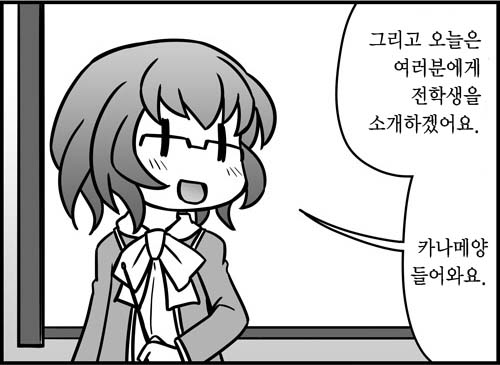 그리고 오늘은
여러분에게
전학생을
소개하겠어요.
카나메양
들어와요.